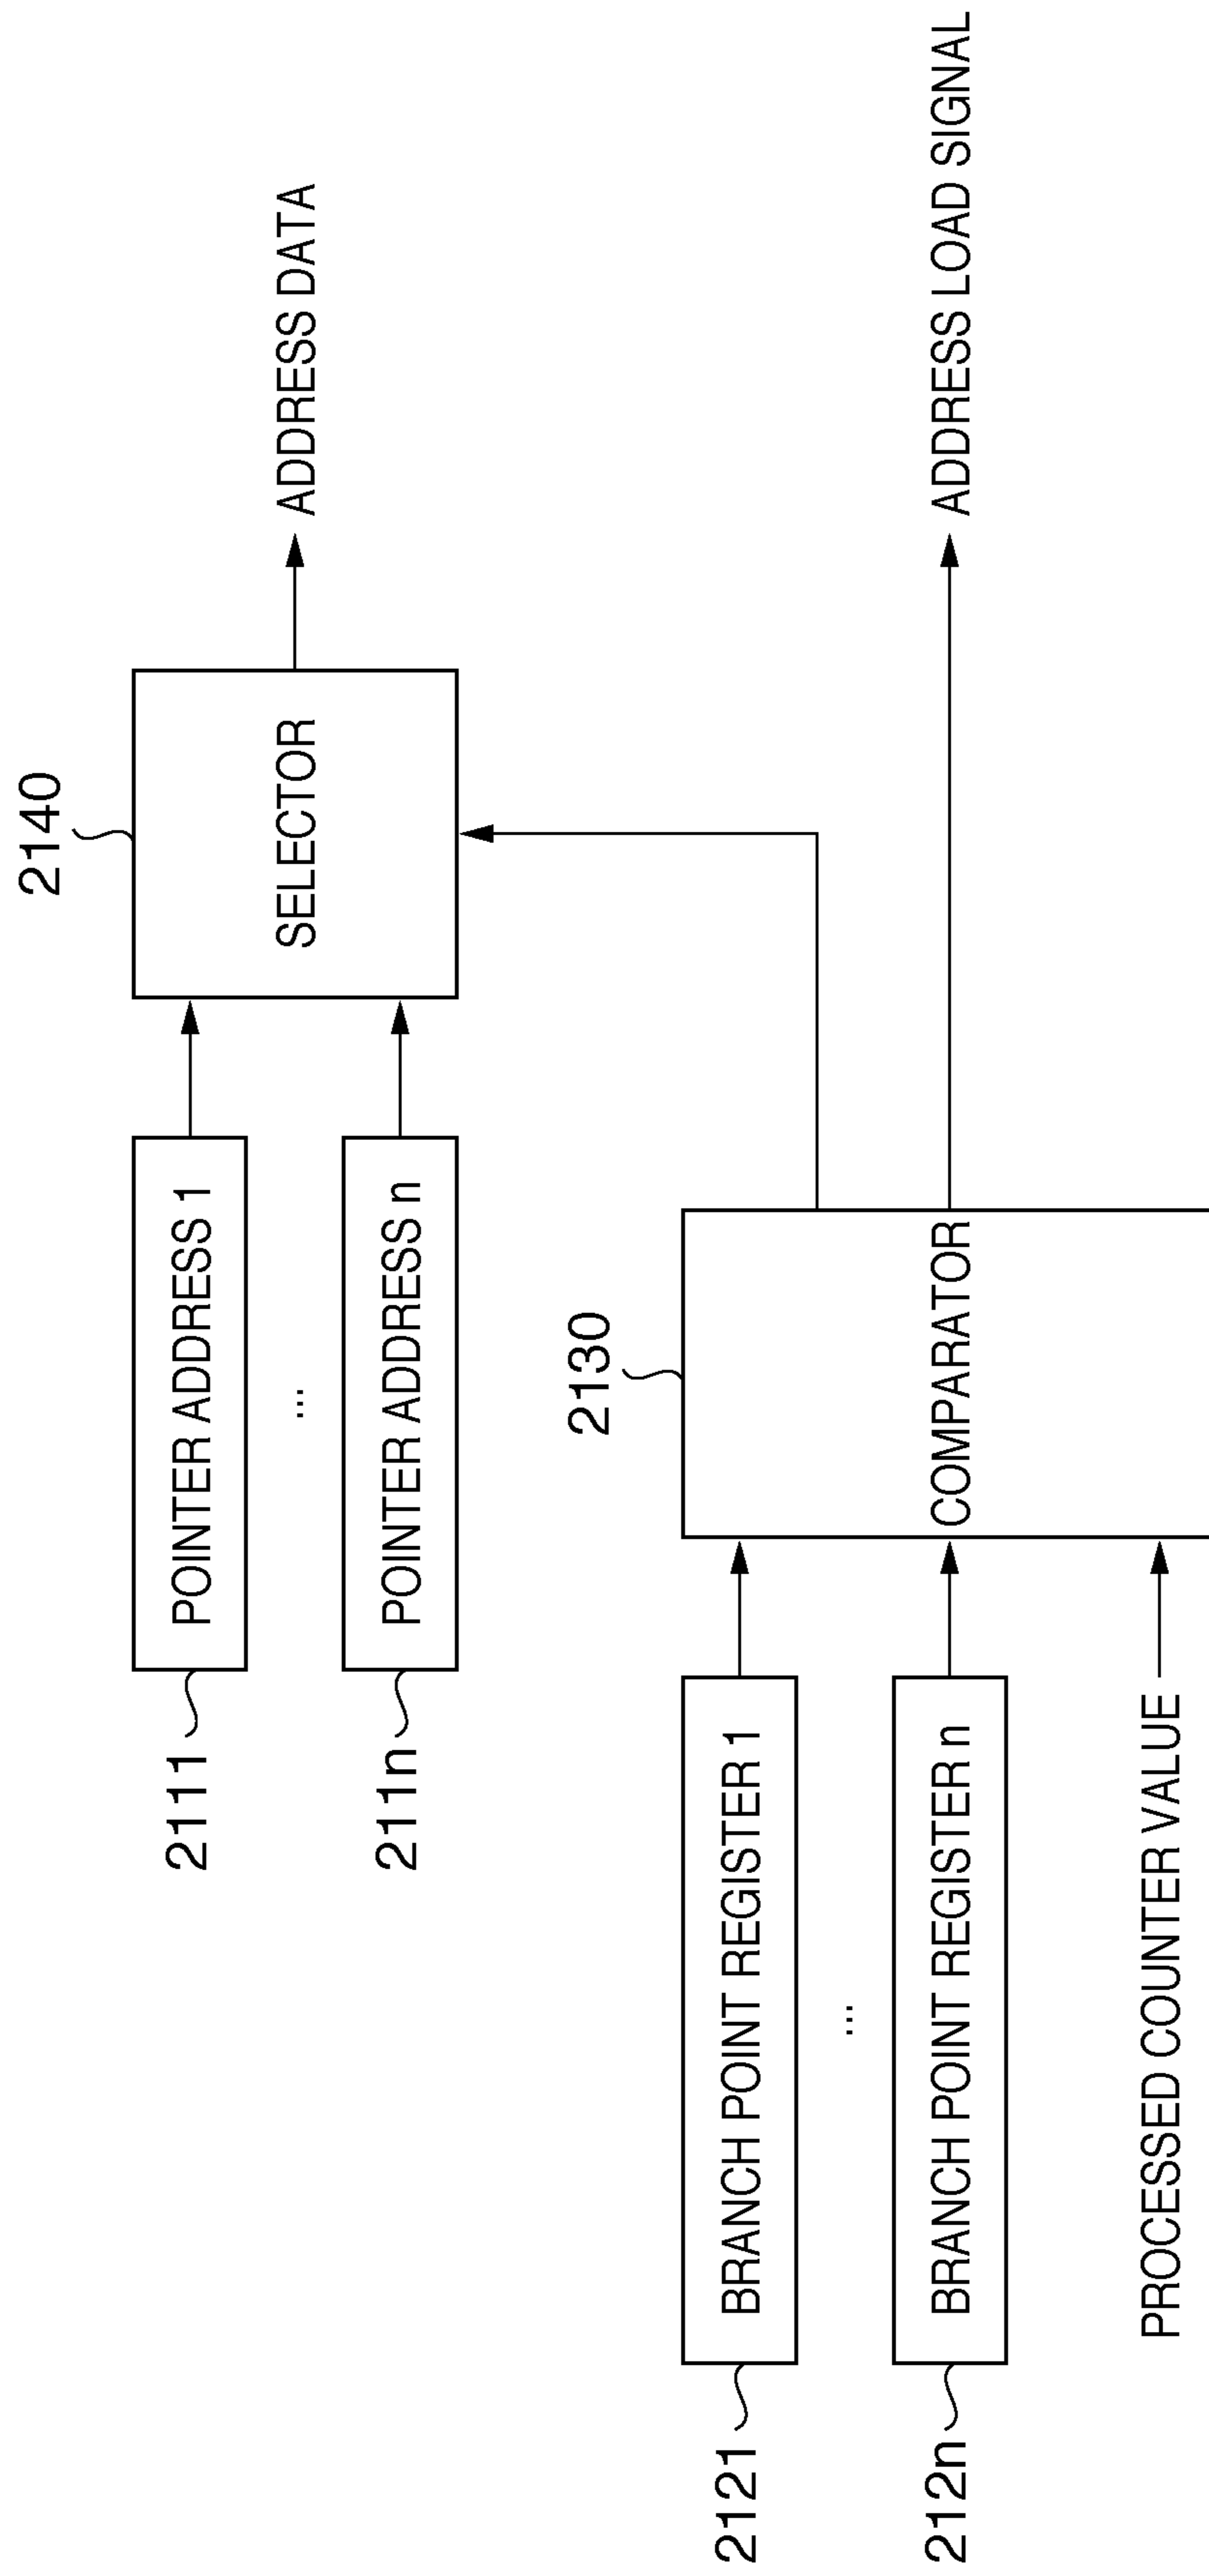 2140
2111
POINTER ADDRESS 1
SELECTOR
ADDRESS DATA
...
211n
POINTER ADDRESS n
2130
2121
BRANCH POINT REGISTER 1
...
212n
BRANCH POINT REGISTER n
COMPARATOR
ADDRESS LOAD SIGNAL
PROCESSED COUNTER VALUE